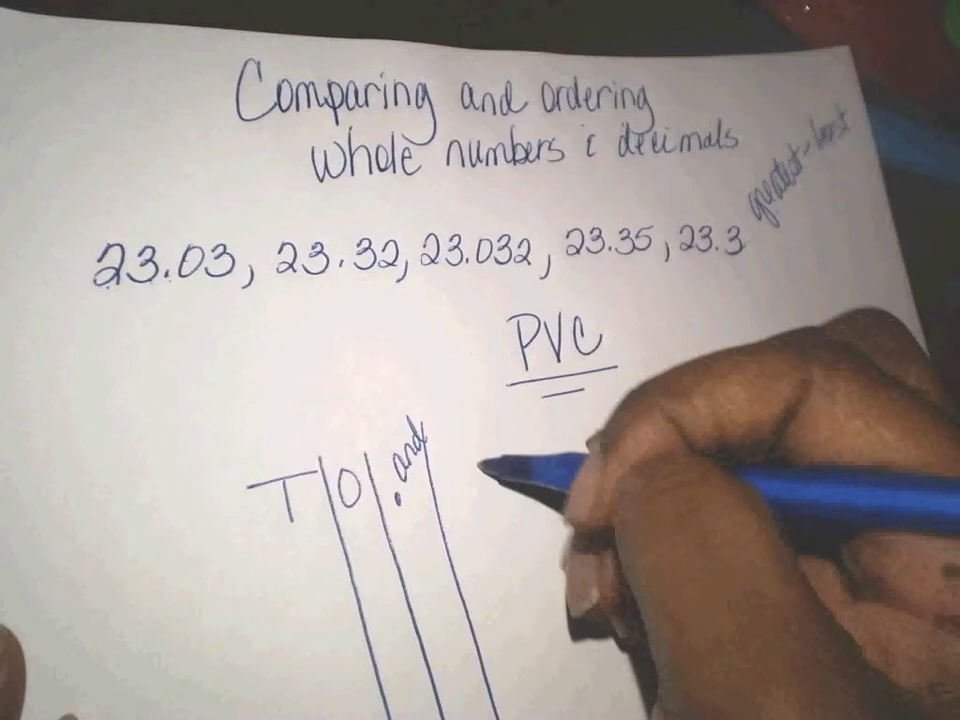 Comparing and ordering
whole numbers & decimals
greatest - least
23.03, 23.32, 23.032, 23.35, 23.3
PVC
T O . and